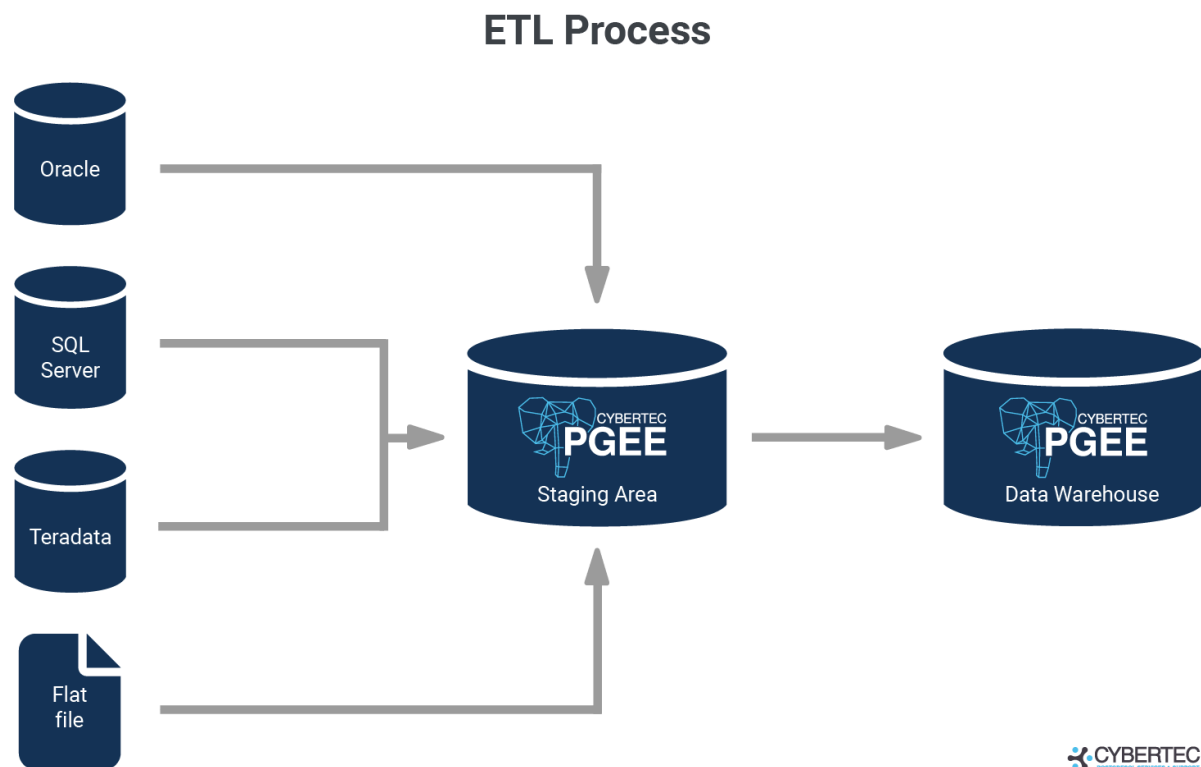 ETL Process
Oracle
SQL
Server
Teradata
Flat
file
CYBERTEC
PGEE
Staging Area
CYBERTEC
PGEE
Data Warehouse
CYBERTEC